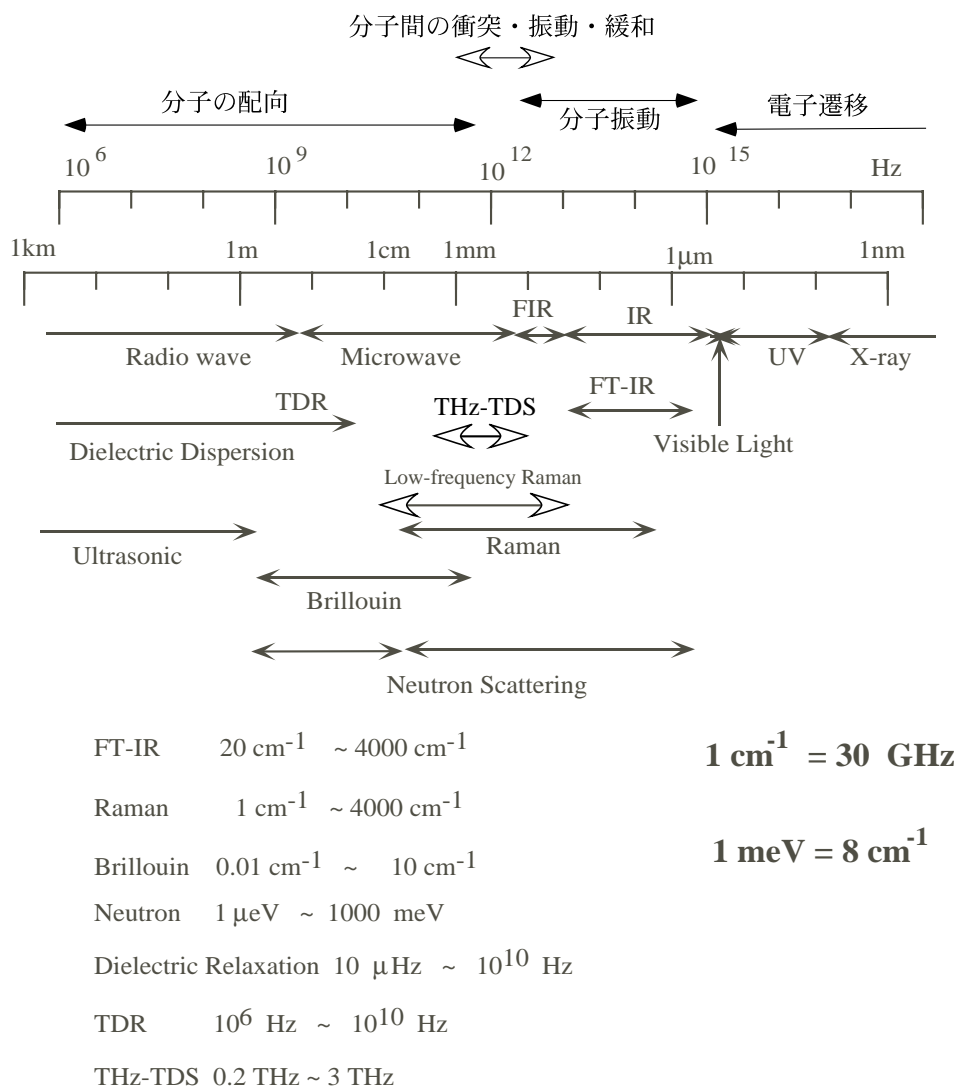 分子間の衝突・振動・緩和
分子の配向
分子振動
電子遷移
10^6 10^9 10^12 10^15 Hz
1km 1m 1cm 1mm 1μm 1nm
FIR IR
Radio wave Microwave UV X-ray
TDR THz-TDS FT-IR
Dielectric Dispersion Visible Light
Low-frequency Raman
Ultrasonic Raman
Brillouin
Neutron Scattering
FT-IR 20 cm^-1 ~ 4000 cm^-1
1 cm^-1 = 30 GHz
Raman 1 cm^-1 ~ 4000 cm^-1
1 meV = 8 cm^-1
Brillouin 0.01 cm^-1 ~ 10 cm^-1
Neutron 1 μeV ~ 1000 meV
Dielectric Relaxation 10 μHz ~ 10^10 Hz
TDR 10^6 Hz ~ 10^10 Hz
THz-TDS 0.2 THz ~ 3 THz